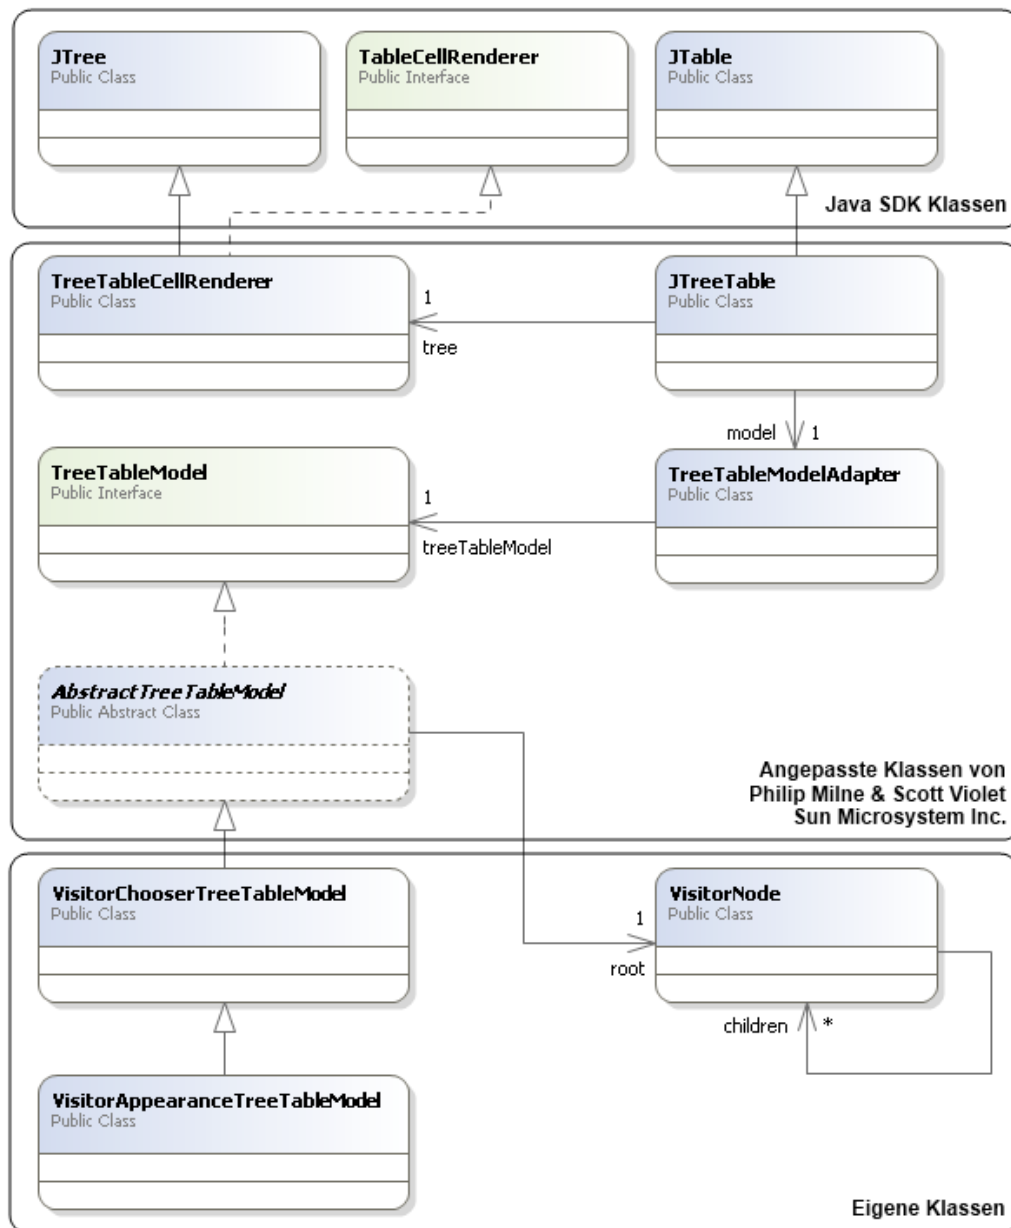 JTree
Public Class
TableCellRenderer
Public Interface
JTable
Public Class
Java SDK Klassen
TreeTableCellRenderer
Public Class
JTreeTable
Public Class
1
tree
model
1
TreeTableModel
Public Interface
TreeTableModelAdapter
Public Class
1
treeTableModel
AbstractTreeTableModel
Public Abstract Class
Angepasste Klassen von
Philip Milne & Scott Violet
Sun Microsystem Inc.
VisitorChooserTreeTableModel
Public Class
VisitorNode
Public Class
1
root
children
*
VisitorAppearanceTreeTableModel
Public Class
Eigene Klassen